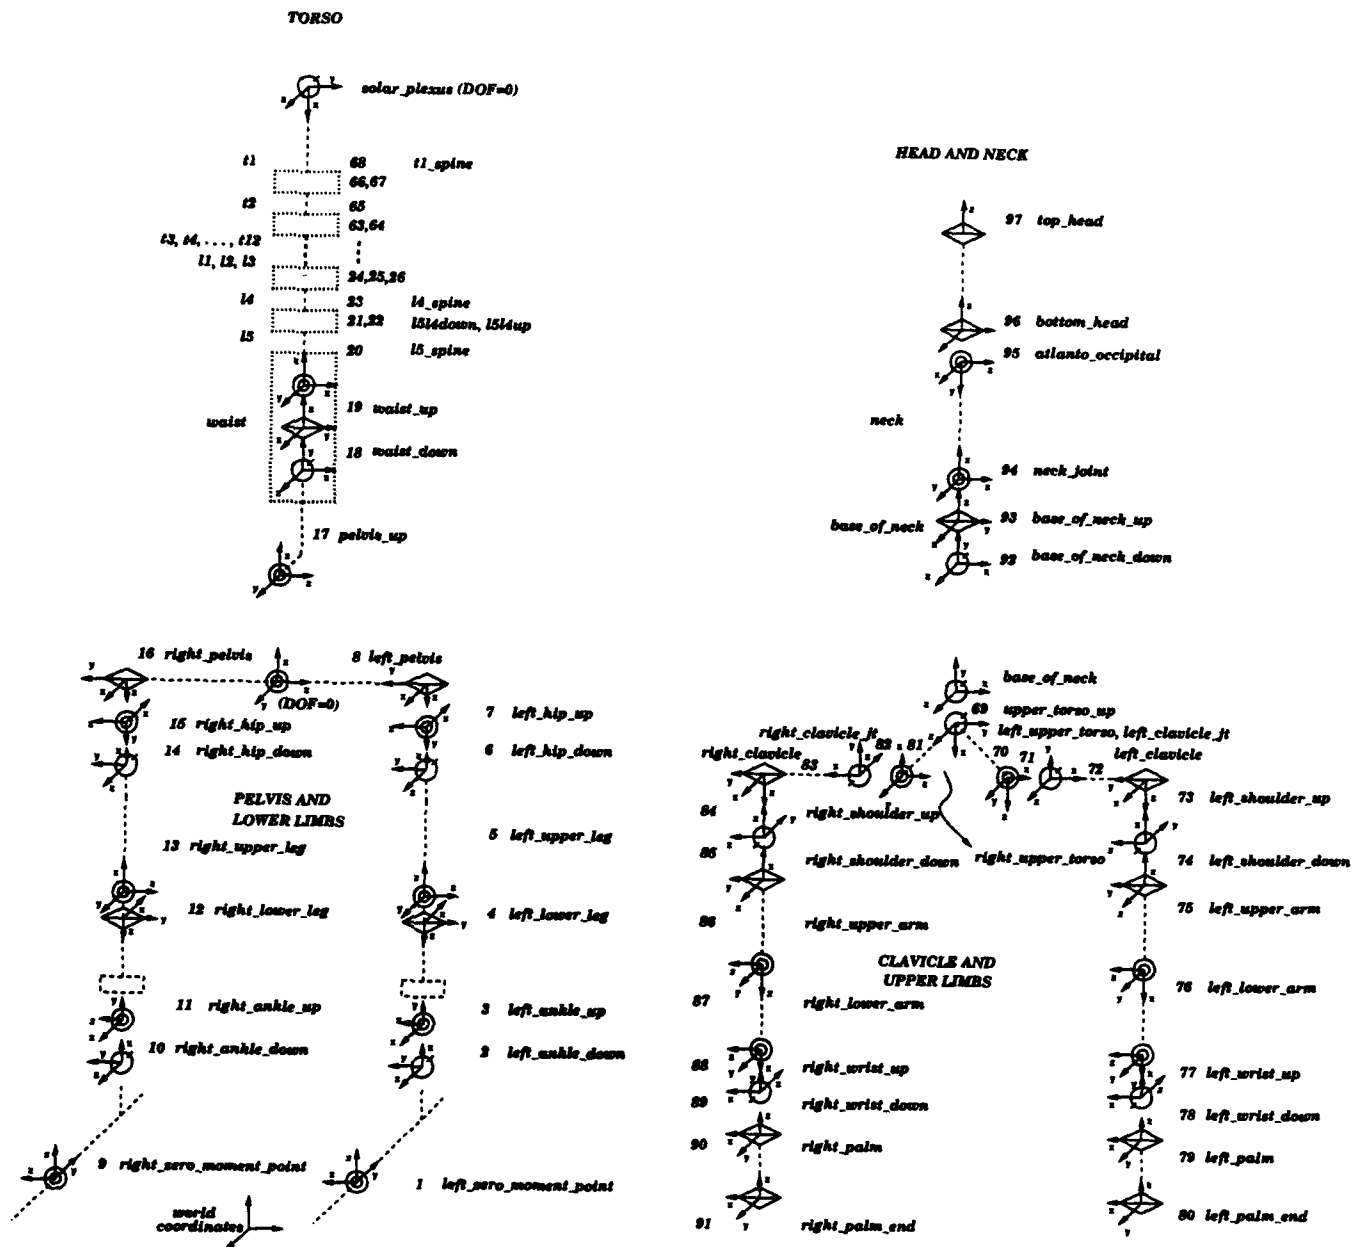 TORSO
solar_plexus (DOF=0)
t1 68 t1_spine
66,67
t2 65
63,64
t3, t4, ...., t12
l1, l2, l3
24,25,26
l4 23 l4_spine
21,22 l5l4down, l5l4up
l5
20 l5_spine
waist
19 waist_up
18 waist_down
17 pelvis_up
HEAD AND NECK
97 top_head
96 bottom_head
95 atlanto_occipital
neck
94 neck_joint
base_of_neck
93 base_of_neck_up
92 base_of_neck_down
16 right_pelvis
8 left_pelvis
(DOF=0)
15 right_hip_up
7 left_hip_up
14 right_hip_down
6 left_hip_down
PELVIS AND
LOWER LIMBS
13 right_upper_leg
5 left_upper_leg
12 right_lower_leg
4 left_lower_leg
11 right_ankle_up
3 left_ankle_up
10 right_ankle_down
2 left_ankle_down
9 right_zero_moment_point
1 left_zero_moment_point
world
coordinates
base_of_neck
69 upper_torso_up
right_clavicle_jt
left_upper_torso, left_clavicle_jt
right_clavicle
82 81
70
71
left_clavicle
83
72
84 right_shoulder_up
73 left_shoulder_up
85 right_shoulder_down
right_upper_torso
74 left_shoulder_down
86 right_upper_arm
75 left_upper_arm
CLAVICLE AND
UPPER LIMBS
87 right_lower_arm
76 left_lower_arm
88 right_wrist_up
77 left_wrist_up
89 right_wrist_down
78 left_wrist_down
90 right_palm
79 left_palm
91 right_palm_end
80 left_palm_end